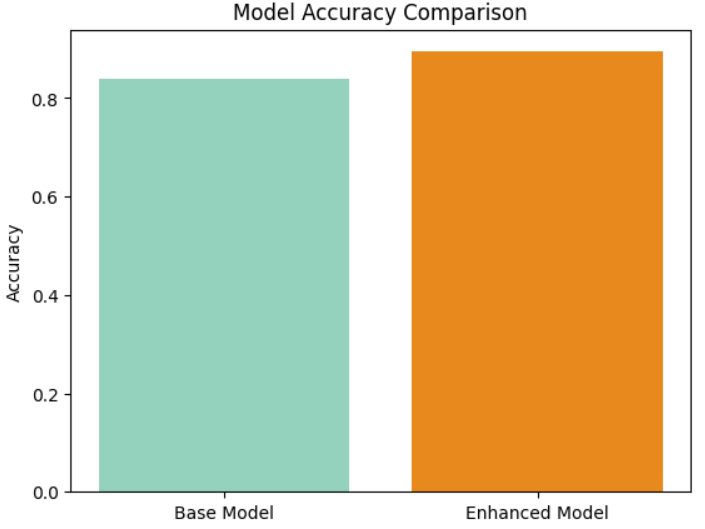 Model Accuracy Comparison
Accuracy
0.8
0.6
0.4
0.2
0.0
Base Model
Enhanced Model